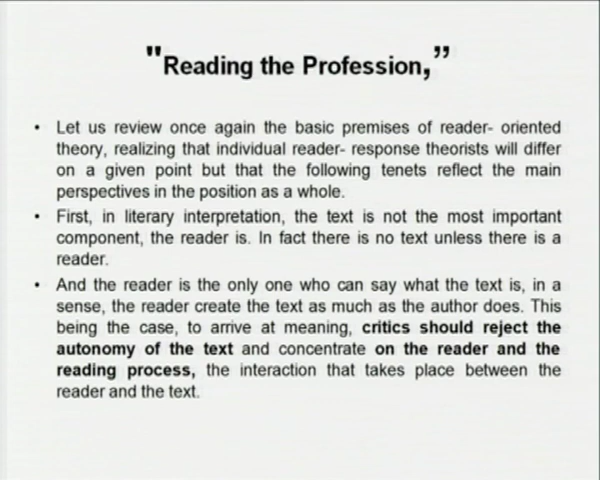 "Reading the Profession,”
• Let us review once again the basic premises of reader- oriented
theory, realizing that individual reader- response theorists will differ
on a given point but that the following tenets reflect the main
perspectives in the position as a whole.
• First, in literary interpretation, the text is not the most important
component, the reader is. In fact there is no text unless there is a
reader.
• And the reader is the only one who can say what the text is, in a
sense, the reader create the text as much as the author does. This
being the case, to arrive at meaning, critics should reject the
autonomy of the text and concentrate on the reader and the
reading process, the interaction that takes place between the
reader and the text.